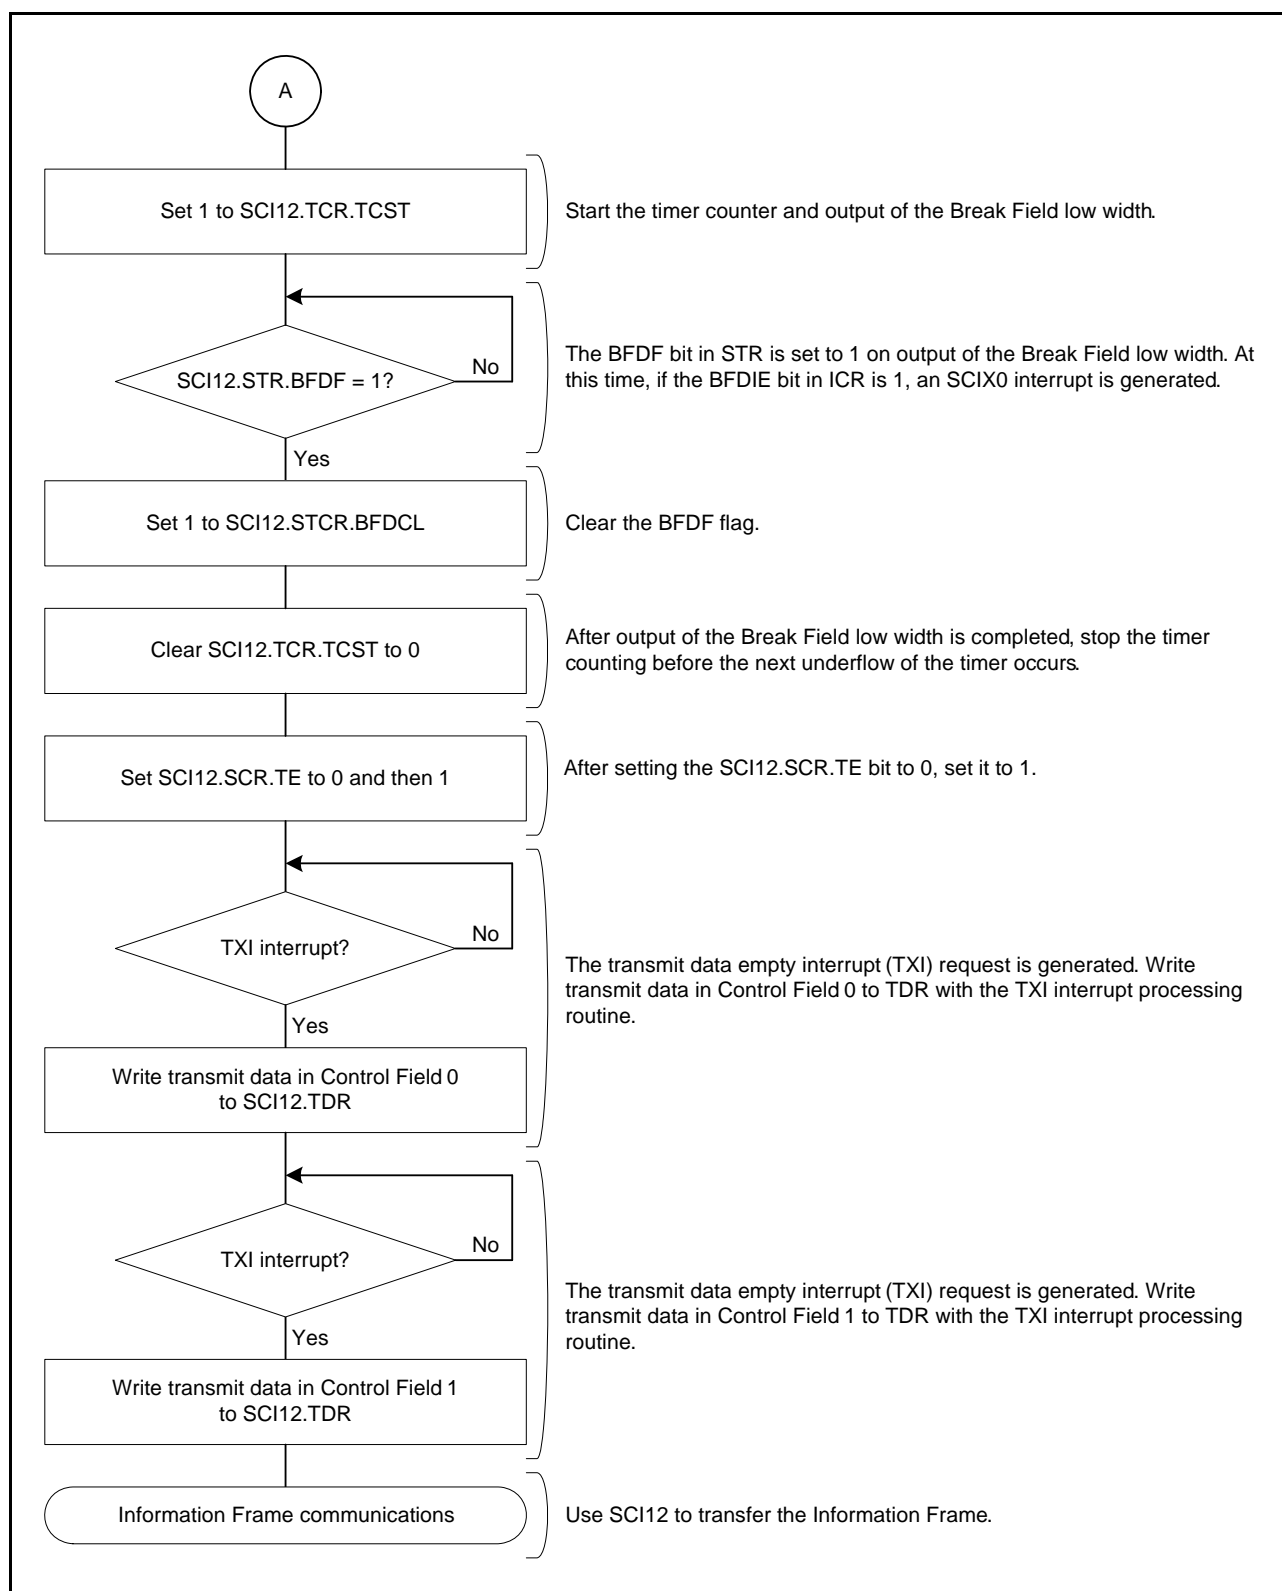 A
Set 1 to SCI12.TCR.TCST
Start the timer counter and output of the Break Field low width.
SCI12.STR.BFDF = 1?
No
The BFDF bit in STR is set to 1 on output of the Break Field low width. At
this time, if the BFDIE bit in ICR is 1, an SCIX0 interrupt is generated.
Yes
Set 1 to SCI12.STCR.BFDCL
Clear the BFDF flag.
Clear SCI12.TCR.TCST to 0
After output of the Break Field low width is completed, stop the timer
counting before the next underflow of the timer occurs.
Set SCI12.SCR.TE to 0 and then 1
After setting the SCI12.SCR.TE bit to 0, set it to 1.
TXI interrupt?
No
The transmit data empty interrupt (TXI) request is generated. Write
transmit data in Control Field 0 to TDR with the TXI interrupt processing
routine.
Yes
Write transmit data in Control Field 0
to SCI12.TDR
TXI interrupt?
No
The transmit data empty interrupt (TXI) request is generated. Write
transmit data in Control Field 1 to TDR with the TXI interrupt processing
routine.
Yes
Write transmit data in Control Field 1
to SCI12.TDR
Information Frame communications
Use SCI12 to transfer the Information Frame.